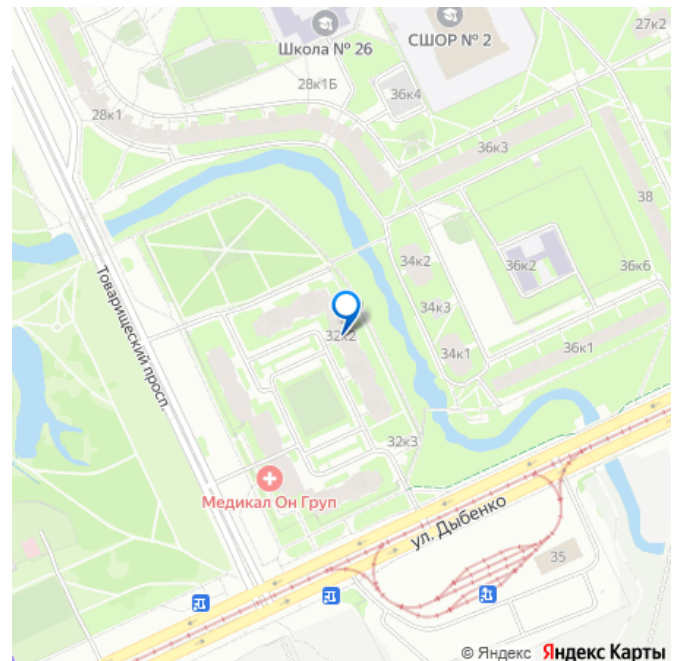 27к2
Школа № 26
СШОР № 2
28к1Б
36к4
28к1
36к3
38
34к2
36к2
36к6
Товарищеский просп.
34к3
32к2
34к1
36к1
32к3
Медикал Он Груп
ул. Дыбенко
35
© Яндекс Яндекс Карты